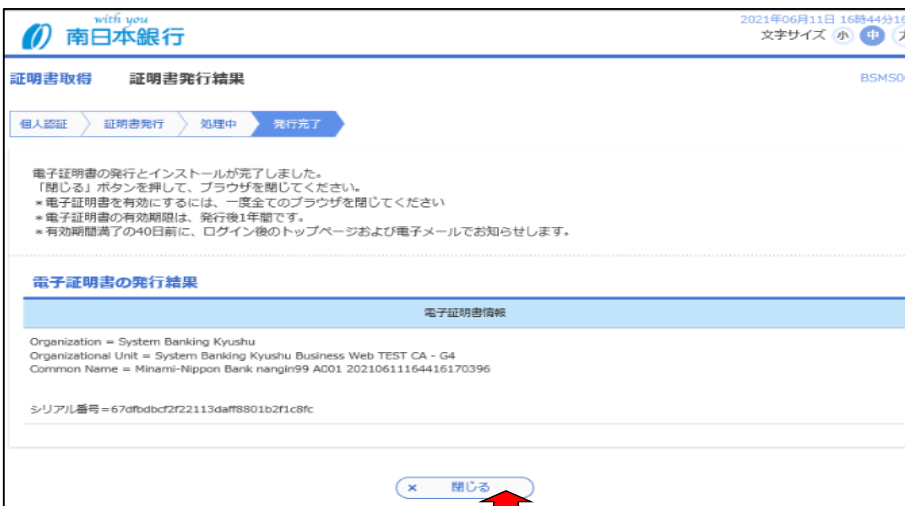 with you
南日本銀行
2021年06月11日 16時44分16
文字サイズ 小 中 大
証明書取得 証明書発行結果
BSMS0
個人認証 証明書発行 処理中 発行完了
電子証明書の発行とインストールが完了しました。
「閉じる」ボタンを押して、ブラウザを閉じてください。
*電子証明書を有効にするには、一度全てのブラウザを閉じてください
*電子証明書の有効期限は、発行後1年間です。
*有効期間満了の40日前に、ログイン後のトップページおよび電子メールでお知らせします。
電子証明書の発行結果
電子証明書情報
Organization = System Banking Kyushu
Organizational Unit = System Banking Kyushu Business Web TEST CA - G4
Common Name = Minami-Nippon Bank nangin99 A001 20210611164416170396
シリアル番号=67dfbdbcf2f22113daff8801b2f1c8fc
× 閉じる